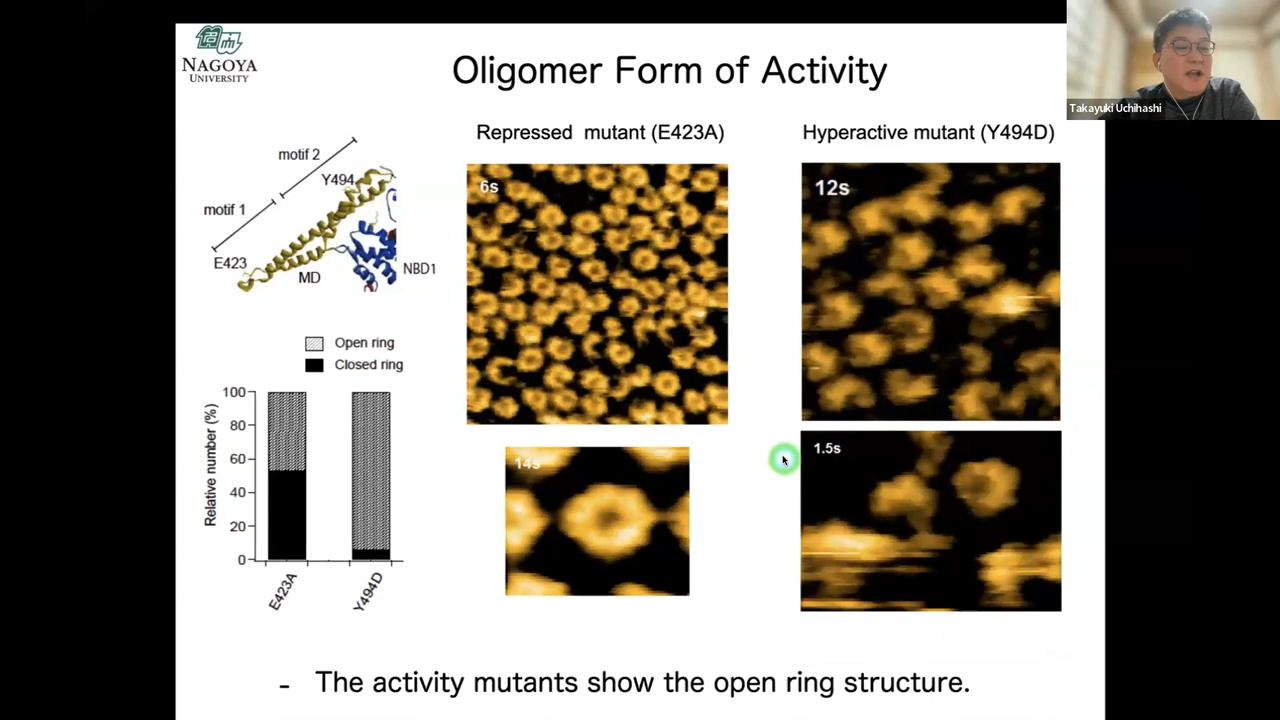 NAGOYA
UNIVERSITY
Oligomer Form of Activity
Takayuki Uchihashi
Repressed mutant (E423A)
Hyperactive mutant (Y494D)
motif 2
Y494
motif 1
E423
MD
NBD1
6s
12s
Open ring
Closed ring
Relative number (%)
100
80
60
40
20
0
E423A
Y494D
14s
1.5s
- The activity mutants show the open ring structure.